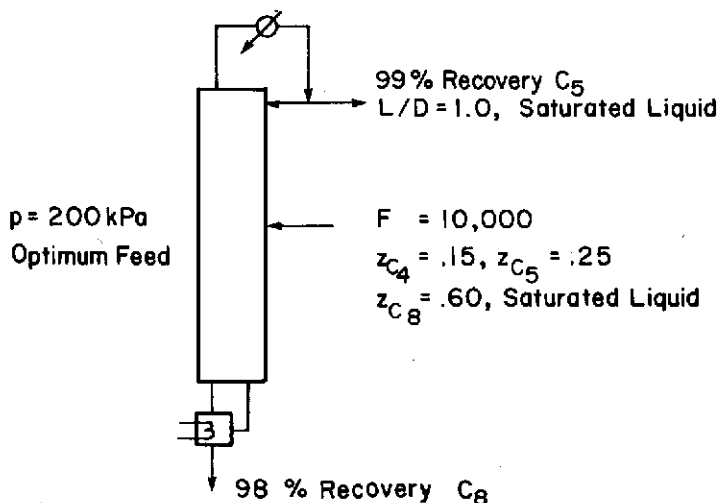 99% Recovery C5
L/D = 1.0, Saturated Liquid
p = 200 kPa
Optimum Feed
F = 10,000
zC4 = .15, zC5 = .25
zC8 = .60, Saturated Liquid
98 % Recovery C8